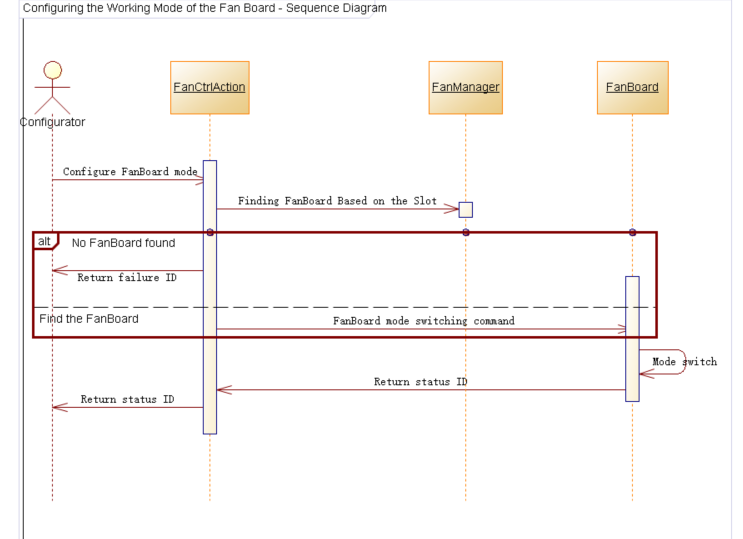 Configuring the Working Mode of the Fan Board - Sequence Diagram
FanCtrlAction
FanManager
FanBoard
Configurator
Configure FanBoard mode
Finding FanBoard Based on the Slot
alt
No FanBoard found
Return failure ID
Find the FanBoard
FanBoard mode switching command
Mode switch
Return status ID
Return status ID